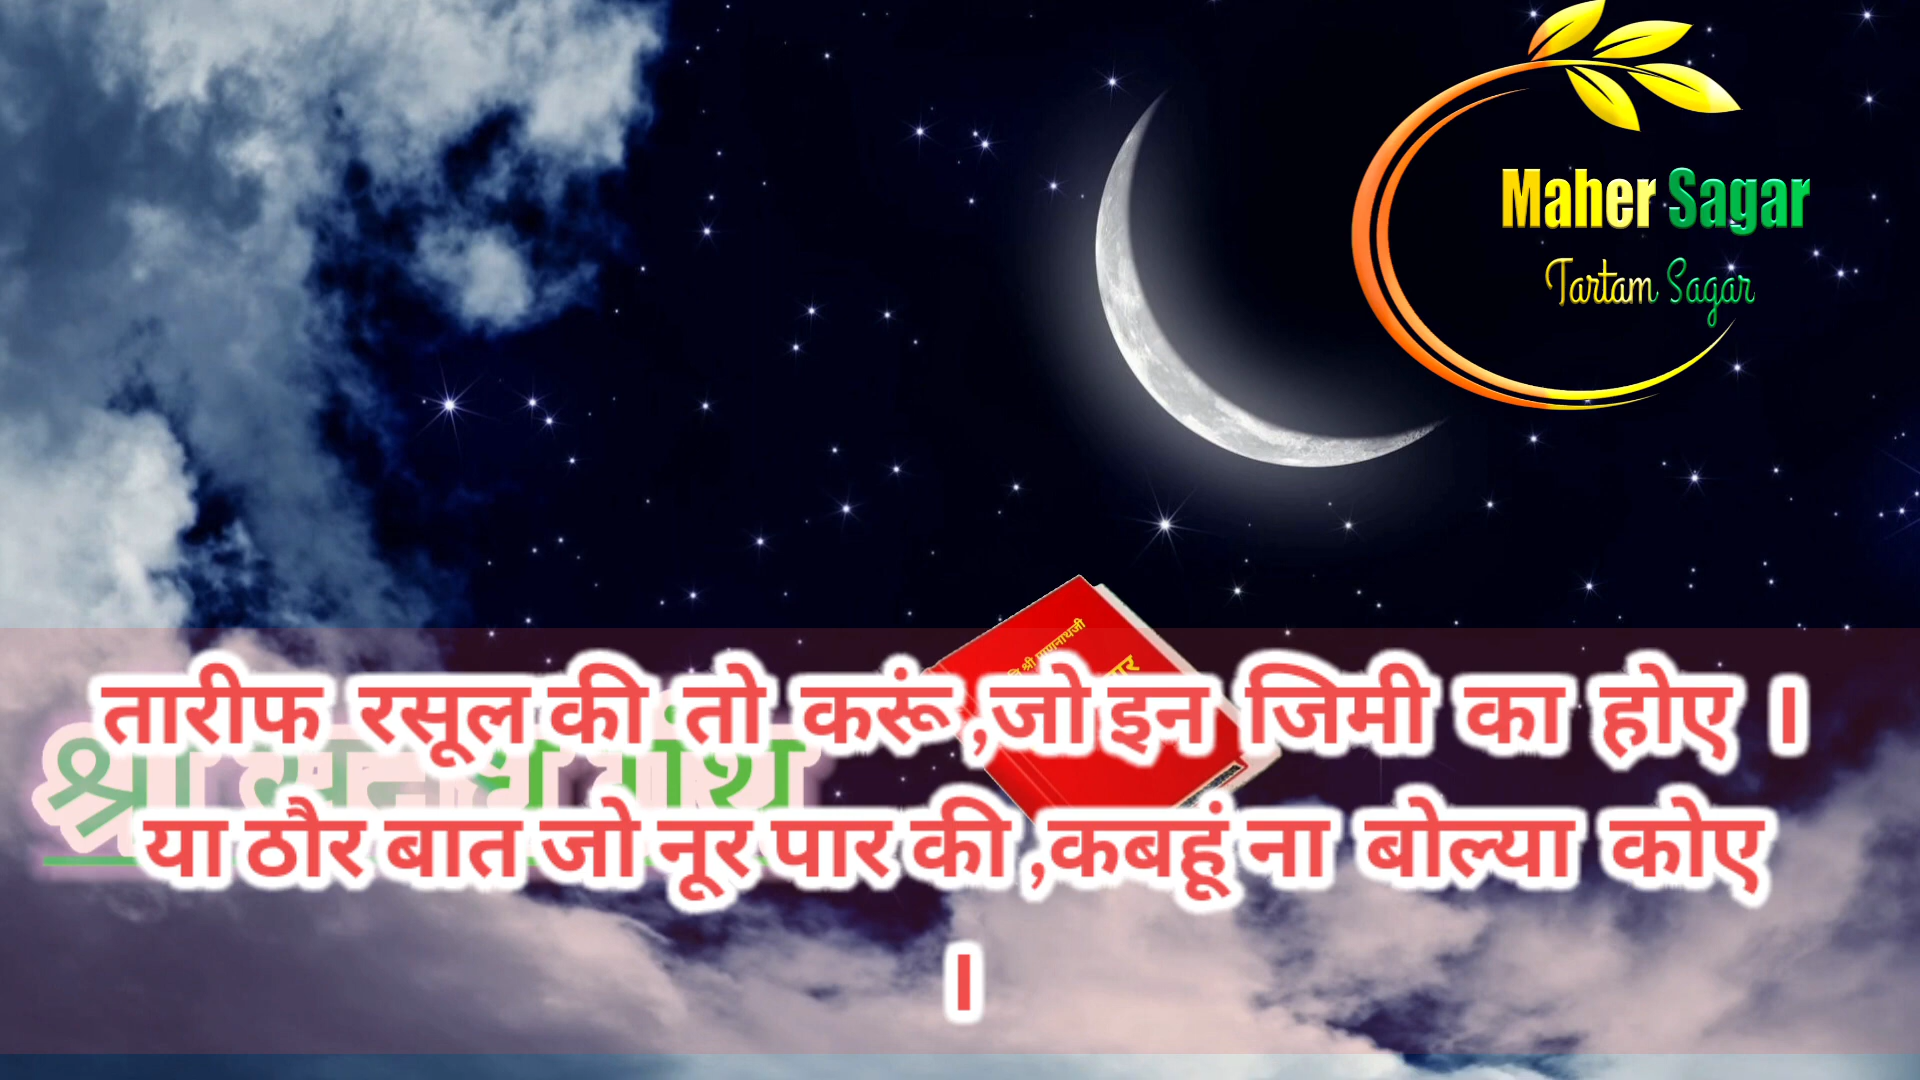 Maher Sagar
Tartam Sagar
तारीफ रसूल की तो करूं ,जो इन जिमी का होए ।
या ठौर बात जो नूर पार की ,कबहूं ना बोल्या कोए
।